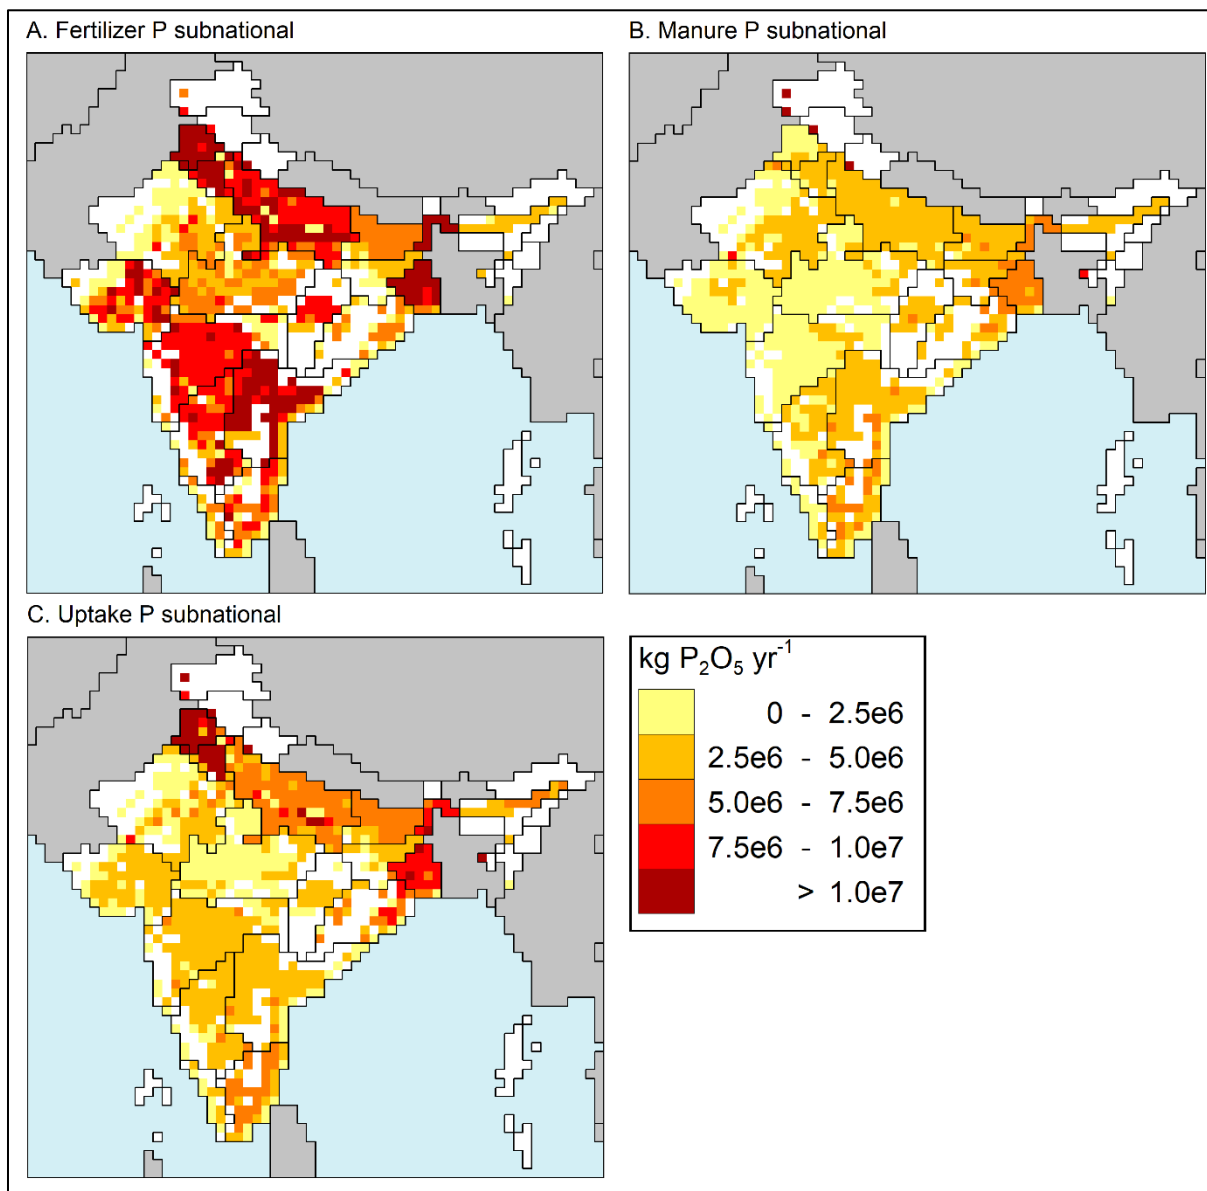 A. Fertilizer P subnational
B. Manure P subnational
C. Uptake P subnational
kg P₂O₅ yr⁻¹
0 - 2.5e6
2.5e6 - 5.0e6
5.0e6 - 7.5e6
7.5e6 - 1.0e7
> 1.0e7